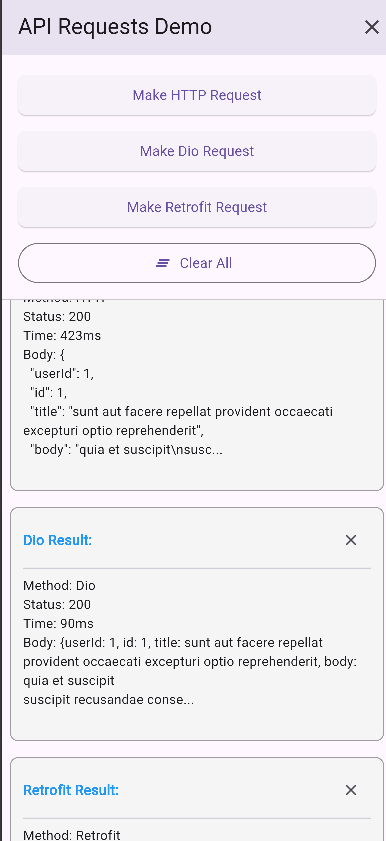 API Requests Demo
Make HTTP Request
Make Dio Request
Make Retrofit Request
Clear All
Status: 200
Time: 423ms
Body: {
"userId": 1,
"id": 1,
"title": "sunt aut facere repellat provident occaecati
excepturi optio reprehenderit",
"body": "quia et suscipit\nsusc...
Dio Result:
Method: Dio
Status: 200
Time: 90ms
Body: {userId: 1, id: 1, title: sunt aut facere repellat
provident occaecati excepturi optio reprehenderit, body:
quia et suscipit
suscipit recusandae conse...
Retrofit Result:
Method: Retrofit